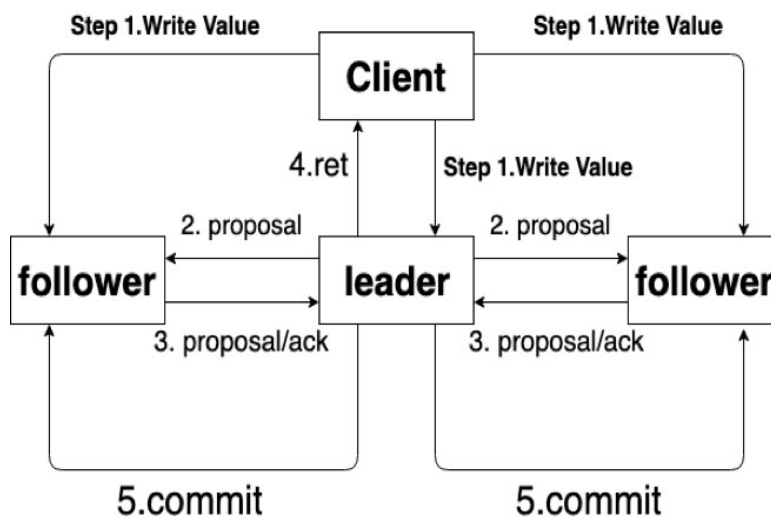 Step 1.Write Value
Step 1.Write Value
Client
4.ret
Step 1.Write Value
2. proposal
2. proposal
follower
leader
follower
3. proposal/ack
3. proposal/ack
5.commit
5.commit